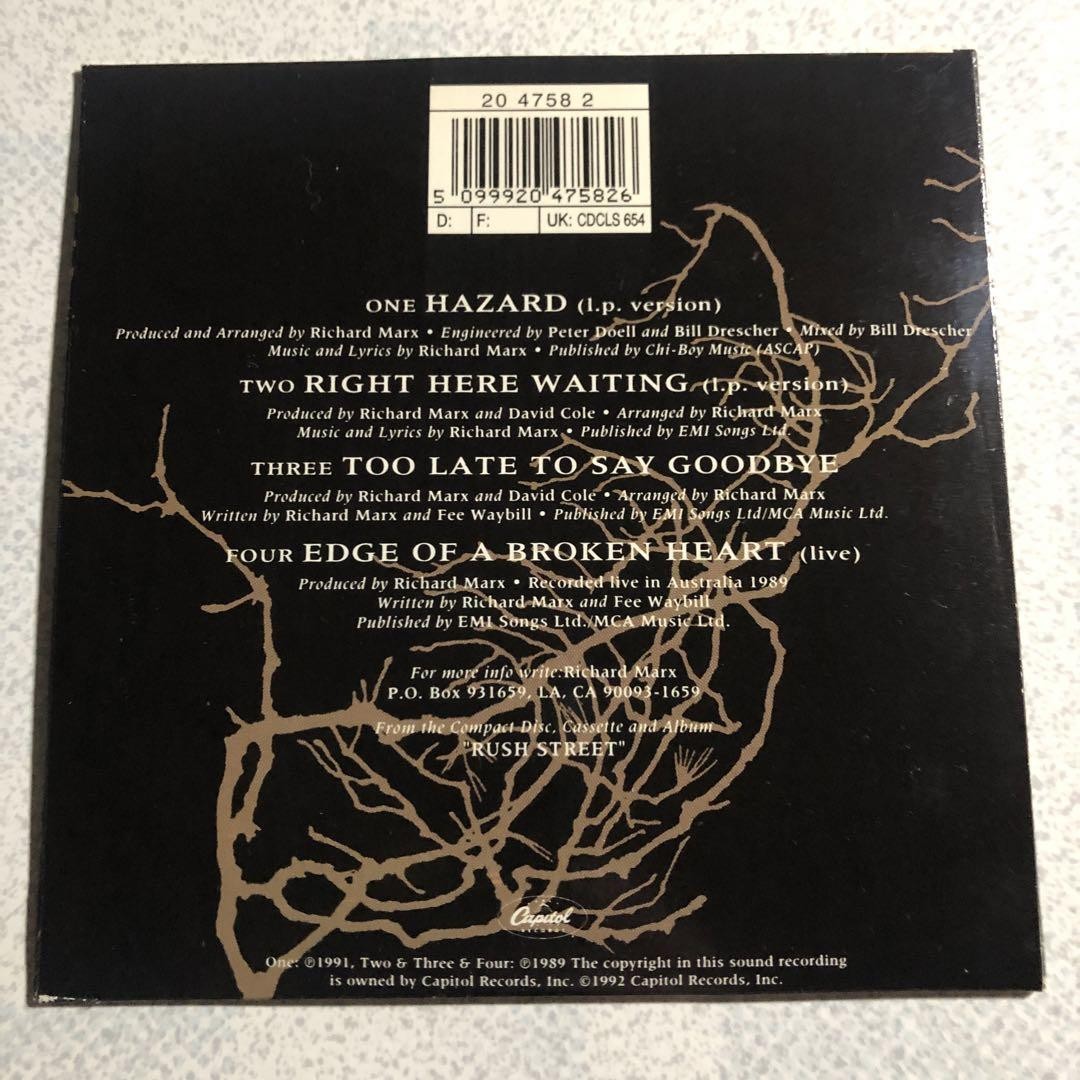 20 4758 2
5 099920 475826
D: F: UK: CDCLS 654
ONE HAZARD (l.p. version)
Produced and Arranged by Richard Marx • Engineered by Peter Doell and Bill Drescher • Mixed by Bill Drescher
Music and Lyrics by Richard Marx • Published by Chi-Boy Music (ASCAP)
TWO RIGHT HERE WAITING (l.p. version)
Produced by Richard Marx and David Cole • Arranged by Richard Marx
Music and Lyrics by Richard Marx • Published by EMI Songs Ltd.
THREE TOO LATE TO SAY GOODBYE
Produced by Richard Marx and David Cole • Arranged by Richard Marx
Written by Richard Marx and Fee Waybill • Published by EMI Songs Ltd/MCA Music Ltd.
FOUR EDGE OF A BROKEN HEART (live)
Produced by Richard Marx • Recorded live in Australia 1989
Written by Richard Marx and Fee Waybill
Published by EMI Songs Ltd./MCA Music Ltd.
For more info write: Richard Marx
P.O. Box 931659, LA, CA 90093-1659
From the Compact Disc, Cassette and Album
"RUSH STREET"
Capitol
RECORDS
One: ℗1991, Two & Three & Four: ℗1989 The copyright in this sound recording
is owned by Capitol Records, Inc. ©1992 Capitol Records, Inc.